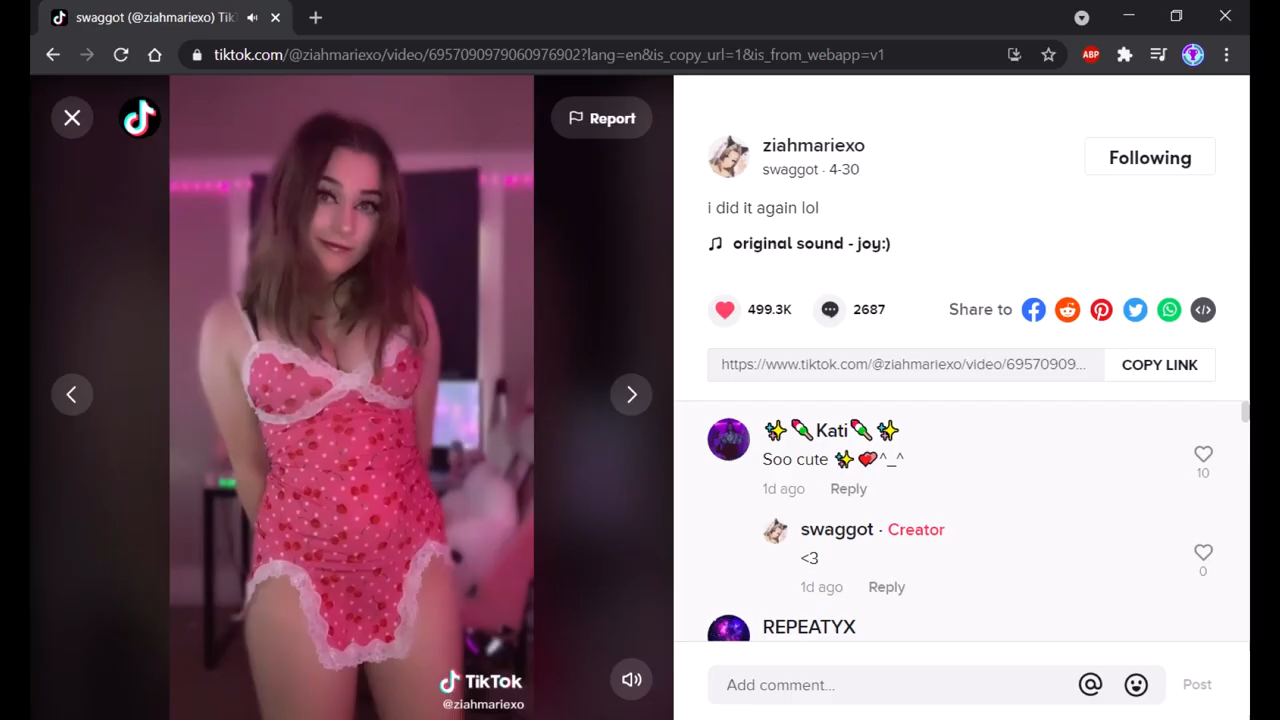 swaggot (@ziahmariexo) Tik
tiktok.com/@ziahmariexo/video/6957090979060976902?lang=en&is_copy_url=1&is_from_webapp=v1
ABP
Report
ziahmariexo
swaggot · 4-30
Following
i did it again lol
original sound - joy:)
499.3K
2687
Share to
https://www.tiktok.com/@ziahmariexo/video/69570909...
COPY LINK
Kati
Soo cute ✨💕^_^
10
1d ago
Reply
swaggot · Creator
<3
0
1d ago
Reply
REPEATYX
TikTok
@ziahmariexo
Add comment...
Post